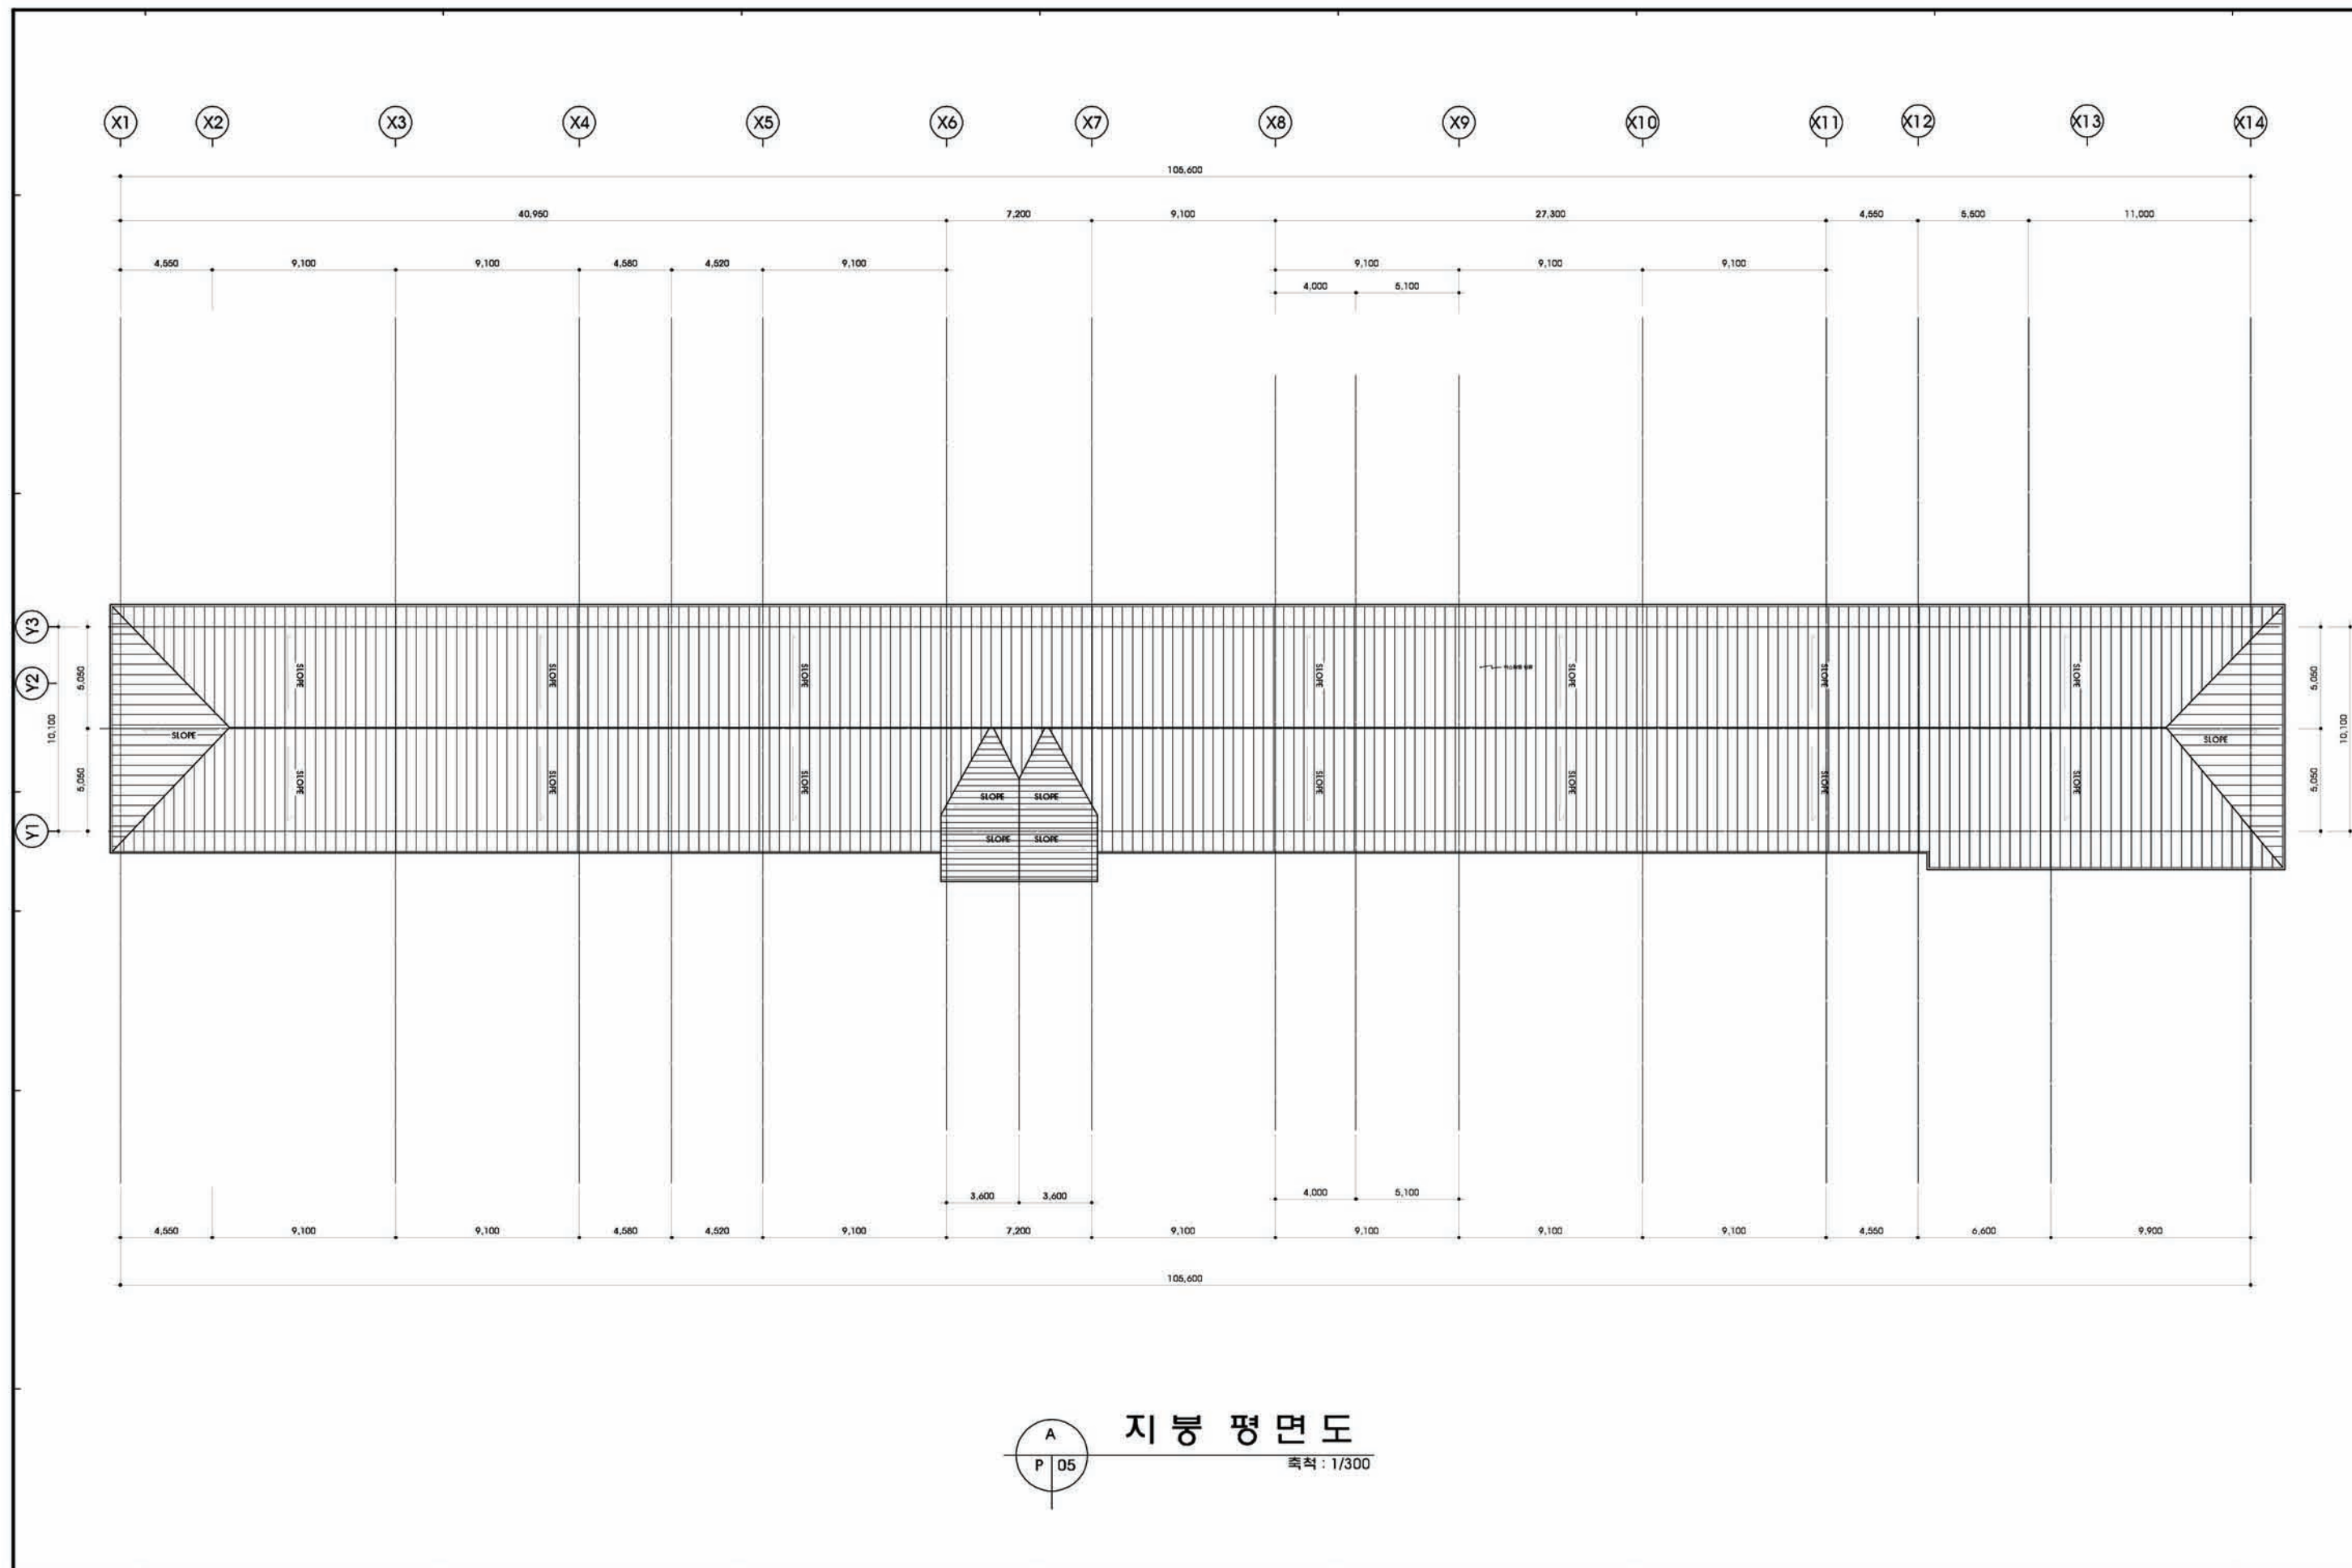 X1 X2 X3 X4 X5 X6 X7 X8 X9 X10 X11 X12 X13 X14
105,600
40,950 7,200 9,100 27,300 4,550 5,500 11,000
4,550 9,100 9,100 4,580 4,520 9,100 9,100 9,100 9,100
4,000 5,100
Y3
Y2
Y1
5,050
10,100
5,050
5,050
10,100
5,050
SLOPE SLOPE SLOPE SLOPE SLOPE SLOPE SLOPE
SLOPE SLOPE
SLOPE SLOPE SLOPE SLOPE SLOPE SLOPE SLOPE
SLOPE SLOPE
SLOPE SLOPE
3,600 3,600 4,000 5,100
4,550 9,100 9,100 4,580 4,520 9,100 7,200 9,100 9,100 9,100 9,100 4,550 6,600 9,900
105,600
A
P 05
지붕 평면도
축척 : 1/300